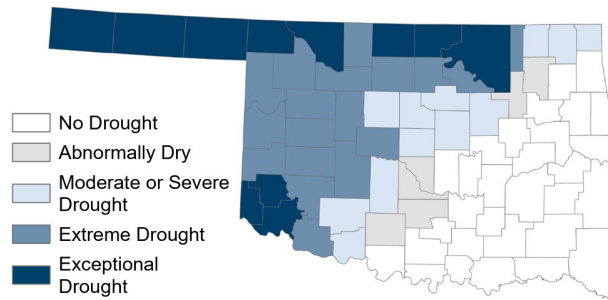 No Drought
Abnormally Dry
Moderate or Severe
Drought
Extreme Drought
Exceptional
Drought